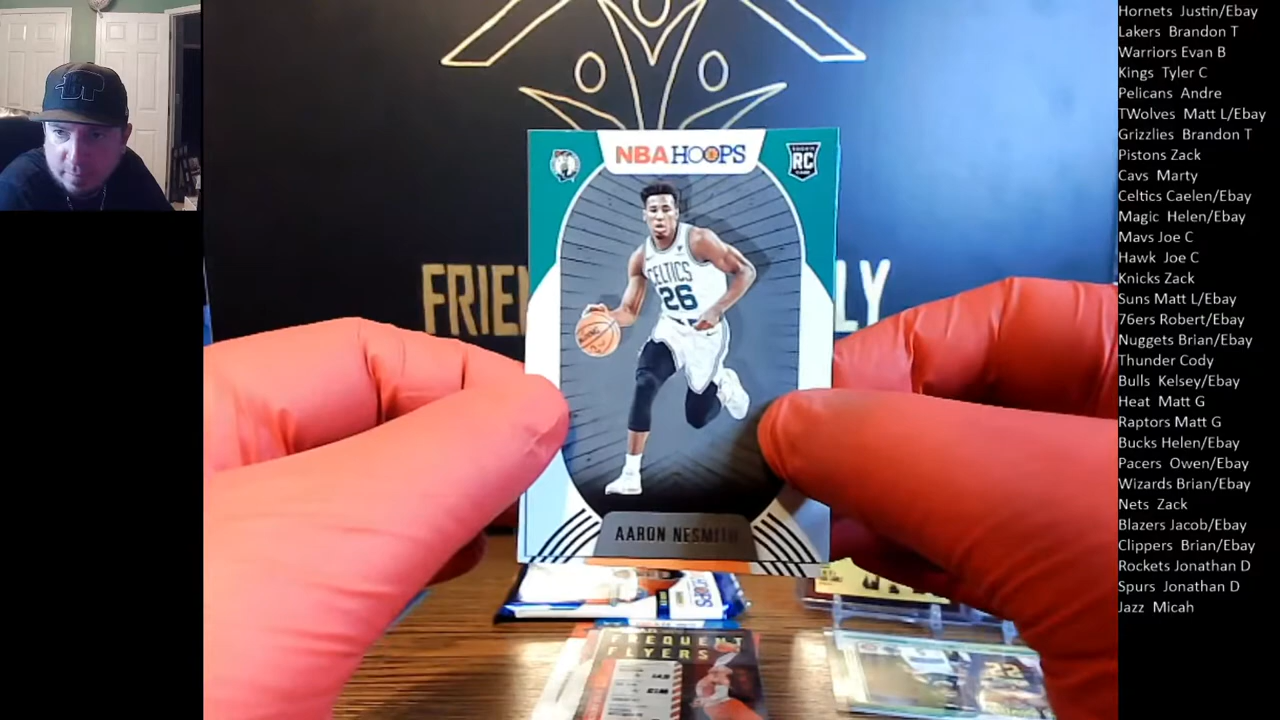 Hornets Justin/Ebay
Lakers Brandon T
Warriors Evan B
Kings Tyler C
Pelicans Andre
TWolves Matt L/Ebay
Grizzlies Brandon T
Pistons Zack
Cavs Marty
Celtics Caelen/Ebay
Magic Helen/Ebay
Mavs Joe C
Hawk Joe C
Knicks Zack
Suns Matt L/Ebay
76ers Robert/Ebay
Nuggets Brian/Ebay
Thunder Cody
Bulls Kelsey/Ebay
Heat Matt G
Raptors Matt G
Bucks Helen/Ebay
Pacers Owen/Ebay
Wizards Brian/Ebay
Nets Zack
Blazers Jacob/Ebay
Clippers Brian/Ebay
Rockets Jonathan D
Spurs Jonathan D
Jazz Micah
NBA HOOPS
RC
CELTICS
26
AARON NESMITH
FRIEN
LY
HOOPS
FREQUENT
FLYERS
22